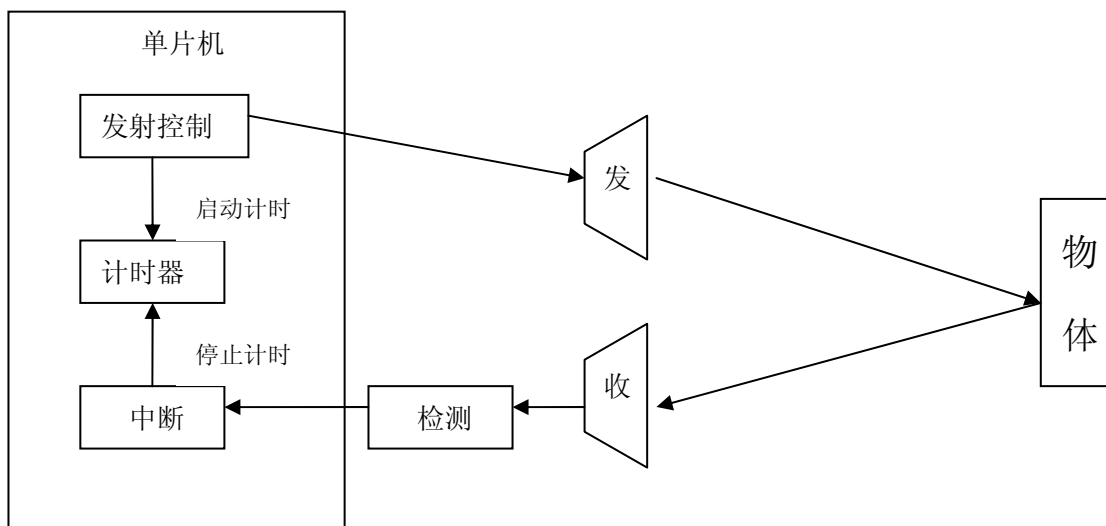 单片机
发射控制
发
启动计时
物
体
计时器
停止计时
收
中断
检测